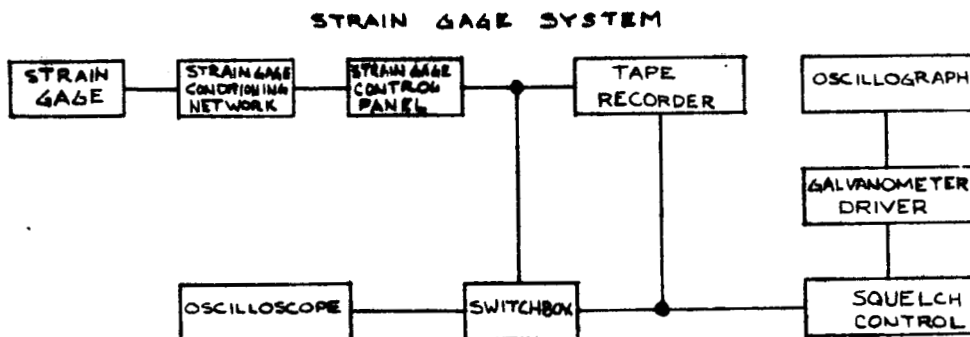 STRAIN GAGE SYSTEM
STRAIN
GAGE
STRAIN GAGE
CONDITIONING
NETWORK
STRAIN GAGE
CONTROL
PANEL
TAPE
RECORDER
OSCILLOGRAPH
GALVANOMETER
DRIVER
OSCILLOSCOPE
SWITCHBOX
SQUELCH
CONTROL